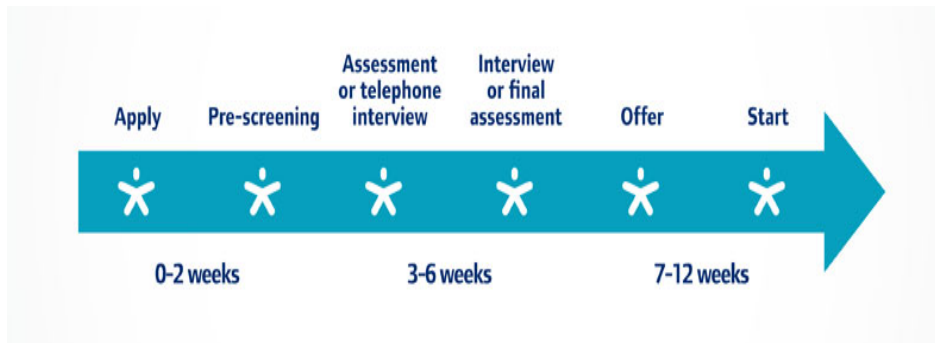 Apply
Pre-screening
Assessment
or telephone
interview
Interview
or final
assessment
Offer
Start
0-2 weeks
3-6 weeks
7-12 weeks